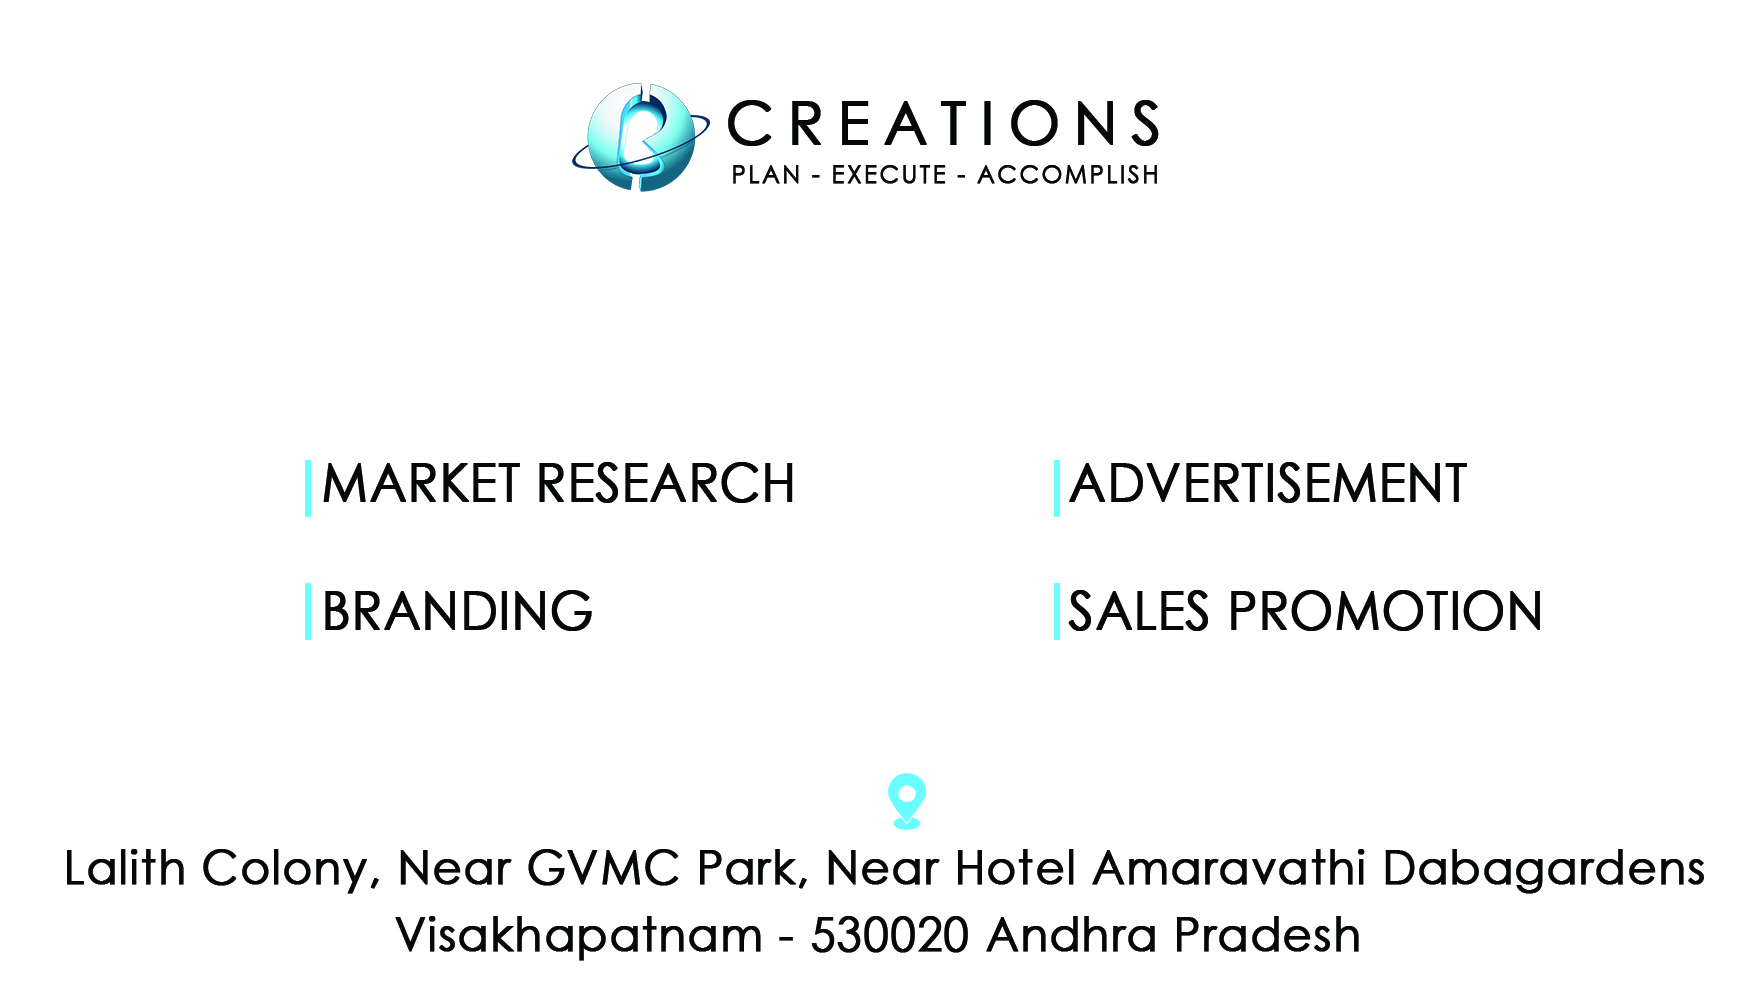 CREATIONS
PLAN - EXECUTE - ACCOMPLISH
MARKET RESEARCH
ADVERTISEMENT
BRANDING
SALES PROMOTION
Lalith Colony, Near GVMC Park, Near Hotel Amaravathi Dabagardens
Visakhapatnam - 530020 Andhra Pradesh